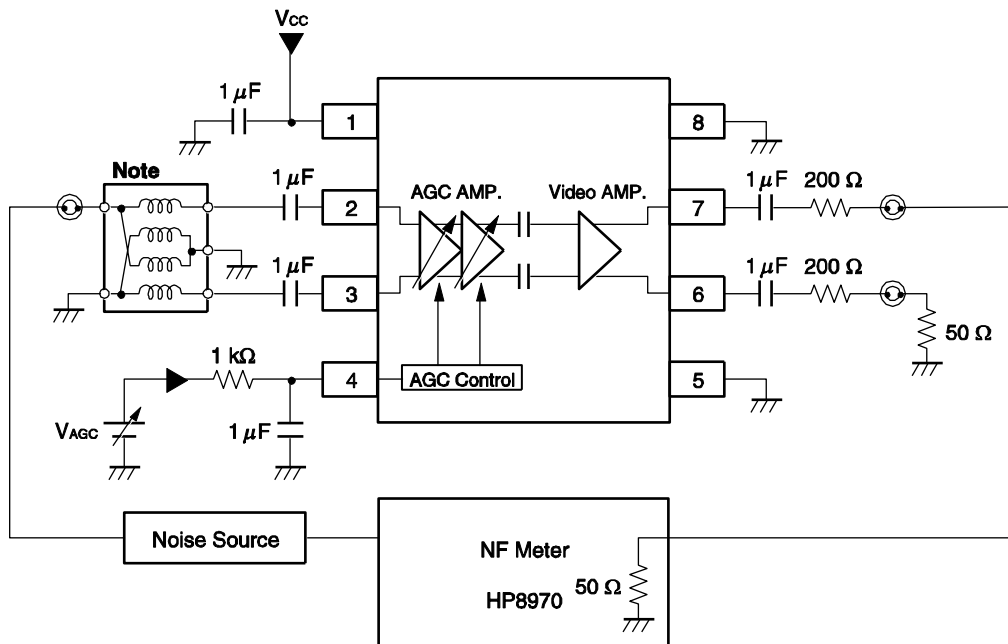 VCC
1 μF
1
8
Note
1 μF
2
AGC AMP.
Video AMP.
7
1 μF
200 Ω
1 μF
3
6
1 μF
200 Ω
50 Ω
1 kΩ
4
AGC Control
5
VAGC
1 μF
Noise Source
NF Meter
HP8970
50 Ω